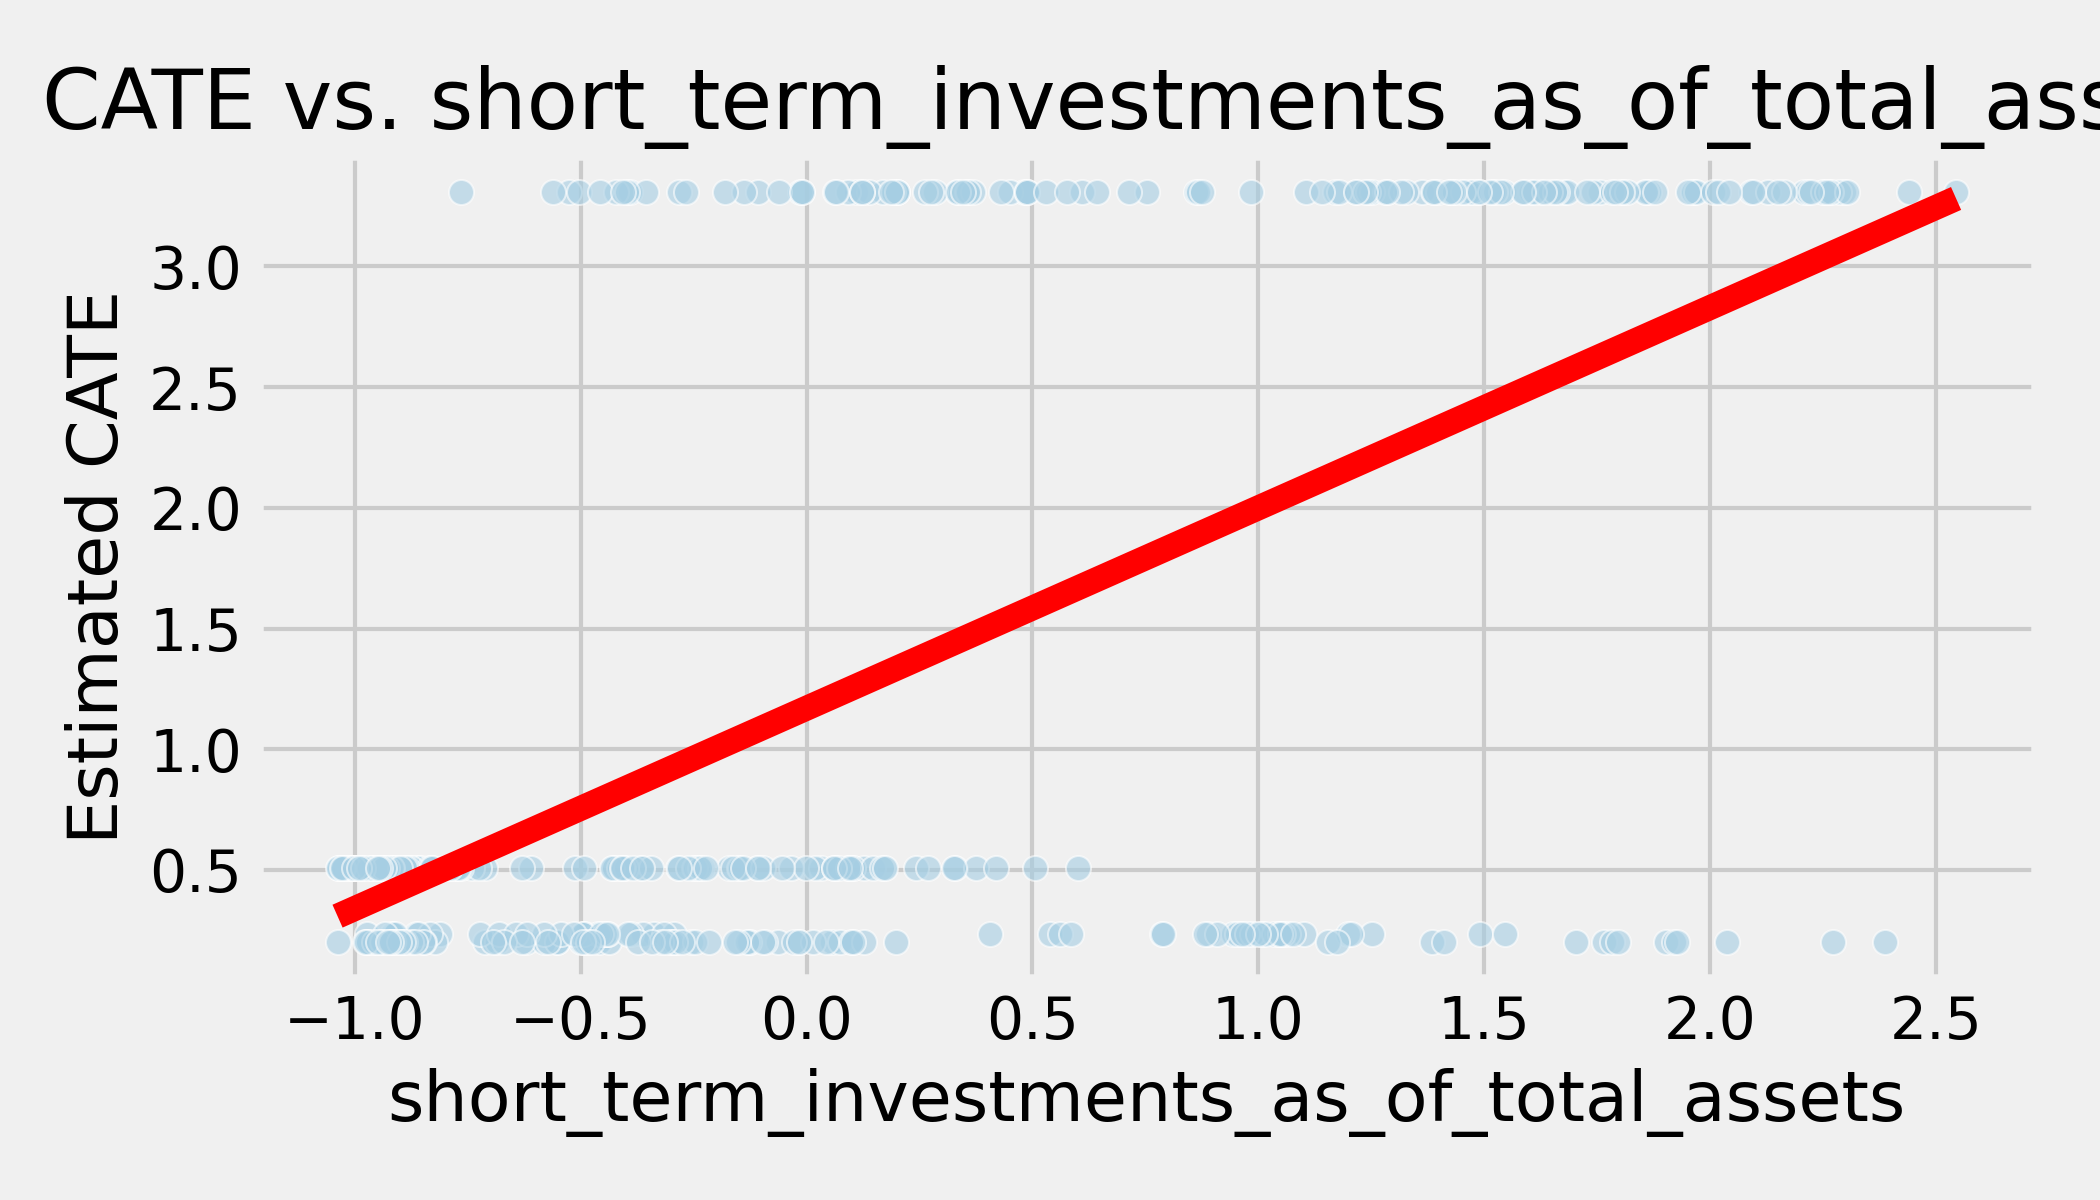 CATE vs. short_term_investments_as_of_total_ass
Estimated CATE
3.0
2.5
2.0
1.5
1.0
0.5
−1.0 −0.5 0.0 0.5 1.0 1.5 2.0 2.5
short_term_investments_as_of_total_assets